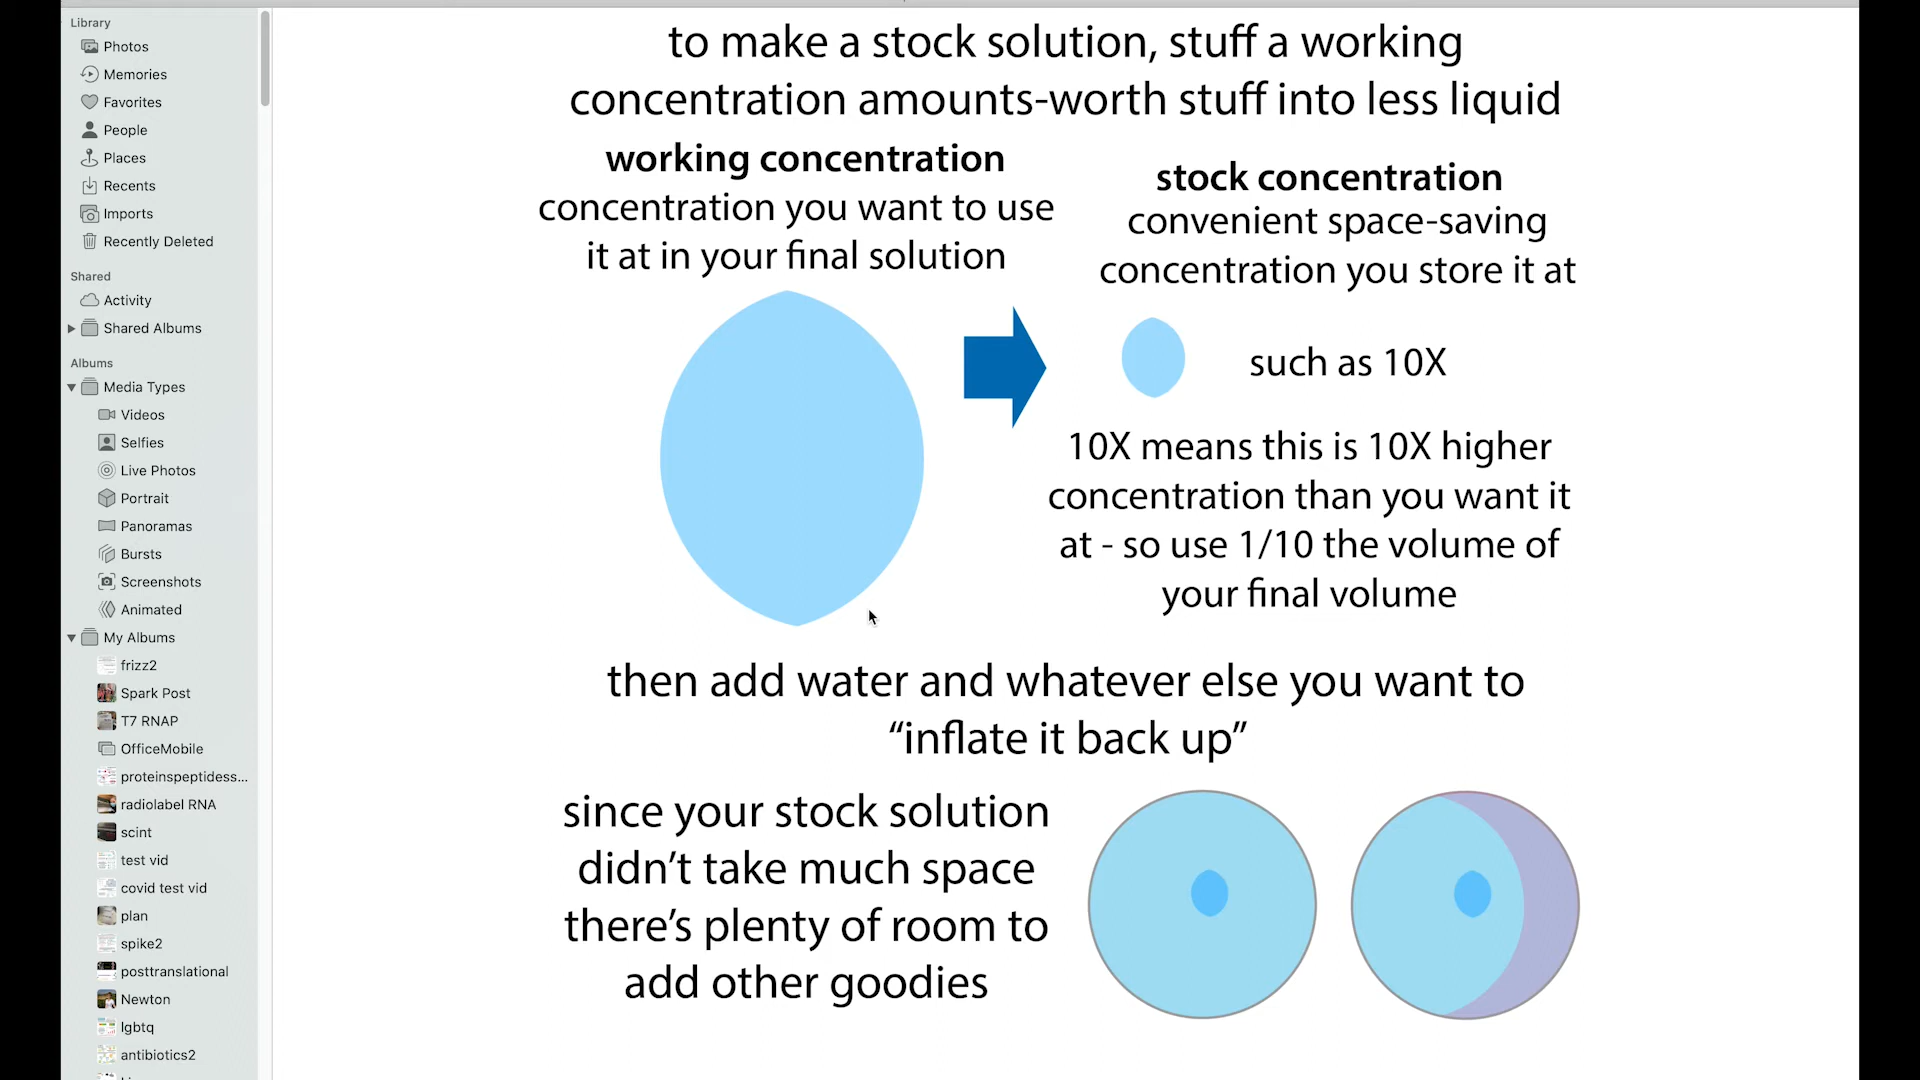 Library
Photos
Memories
Favorites
People
Places
Recents
Imports
Recently Deleted
Shared
Activity
Shared Albums
Albums
Media Types
Videos
Selfies
Live Photos
Portrait
Panoramas
Bursts
Screenshots
Animated
My Albums
frizz2
Spark Post
T7 RNAP
OfficeMobile
proteinspeptidess...
radiolabel RNA
scint
test vid
covid test vid
plan
spike2
posttranslational
Newton
lgbtq
antibiotics2
to make a stock solution, stuff a working
concentration amounts-worth stuff into less liquid
working concentration
concentration you want to use
it at in your final solution
stock concentration
convenient space-saving
concentration you store it at
such as 10X
10X means this is 10X higher
concentration than you want it
at - so use 1/10 the volume of
your final volume
then add water and whatever else you want to
“inflate it back up”
since your stock solution
didn’t take much space
there’s plenty of room to
add other goodies